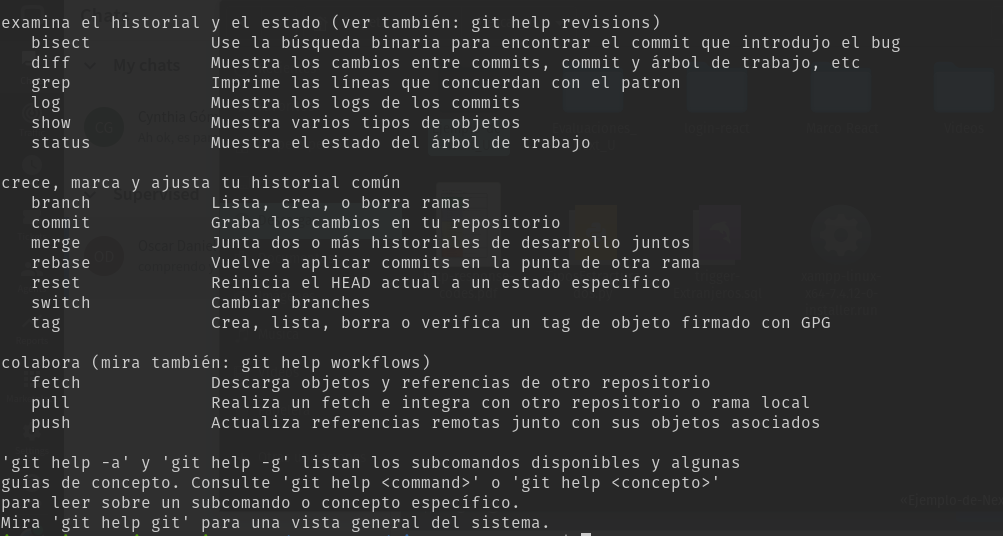 examina el historial y el estado (ver también: git help revisions)
bisect Use la búsqueda binaria para encontrar el commit que introdujo el bug
diff Muestra los cambios entre commits, commit y árbol de trabajo, etc
grep Imprime las líneas que concuerdan con el patron
log Muestra los logs de los commits
show Muestra varios tipos de objetos
status Muestra el estado del árbol de trabajo
crece, marca y ajusta tu historial común
branch Lista, crea, o borra ramas
commit Graba los cambios en tu repositorio
merge Junta dos o más historiales de desarrollo juntos
rebase Vuelve a aplicar commits en la punta de otra rama
reset Reinicia el HEAD actual a un estado especifico
switch Cambiar branches
tag Crea, lista, borra o verifica un tag de objeto firmado con GPG
colabora (mira también: git help workflows)
fetch Descarga objetos y referencias de otro repositorio
pull Realiza un fetch e integra con otro repositorio o rama local
push Actualiza referencias remotas junto con sus objetos asociados
'git help -a' y 'git help -g' listan los subcomandos disponibles y algunas
guías de concepto. Consulte 'git help <command>' o 'git help <concepto>'
para leer sobre un subcomando o concepto específico.
Mira 'git help git' para una vista general del sistema.
My chats
Supervised
CG
OD